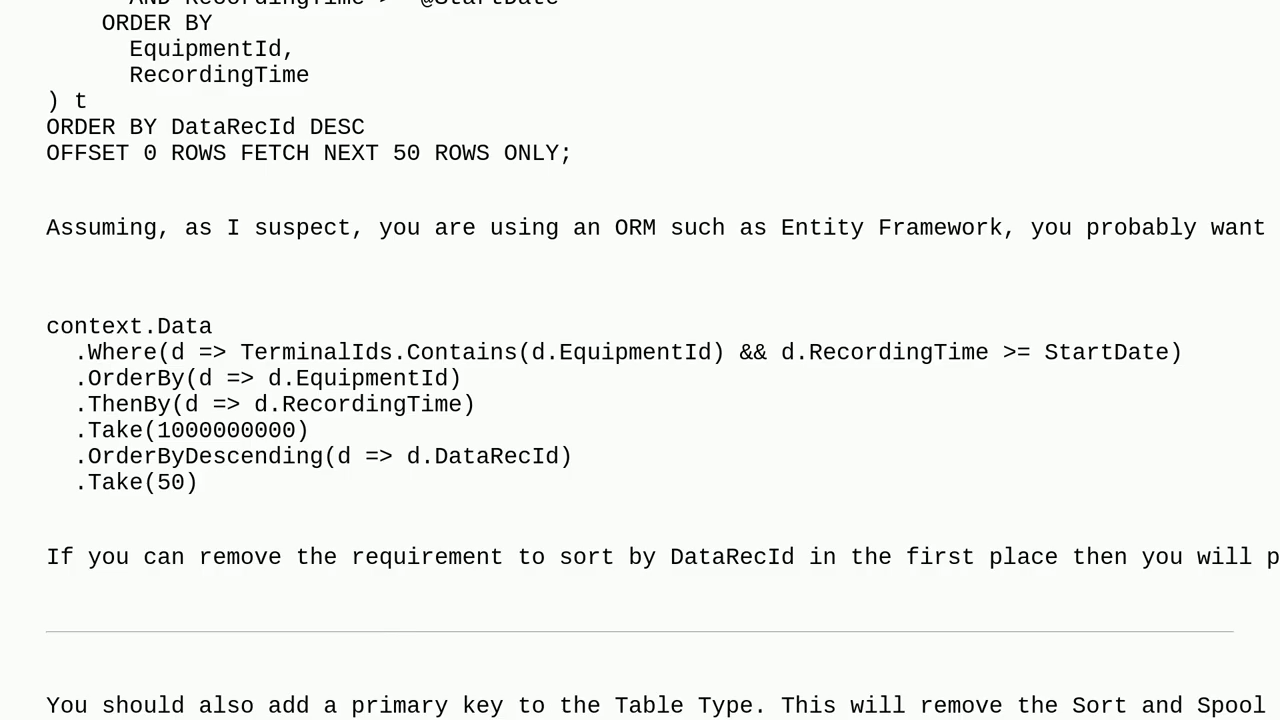 AND RecordingTime > @StartDate
ORDER BY
EquipmentId,
RecordingTime
) t
ORDER BY DataRecId DESC
OFFSET 0 ROWS FETCH NEXT 50 ROWS ONLY;
Assuming, as I suspect, you are using an ORM such as Entity Framework, you probably want
context.Data
.Where(d => TerminalIds.Contains(d.EquipmentId) && d.RecordingTime >= StartDate)
.OrderBy(d => d.EquipmentId)
.ThenBy(d => d.RecordingTime)
.Take(1000000000)
.OrderByDescending(d => d.DataRecId)
.Take(50)
If you can remove the requirement to sort by DataRecId in the first place then you will
You should also add a primary key to the Table Type. This will remove the Sort and Spool